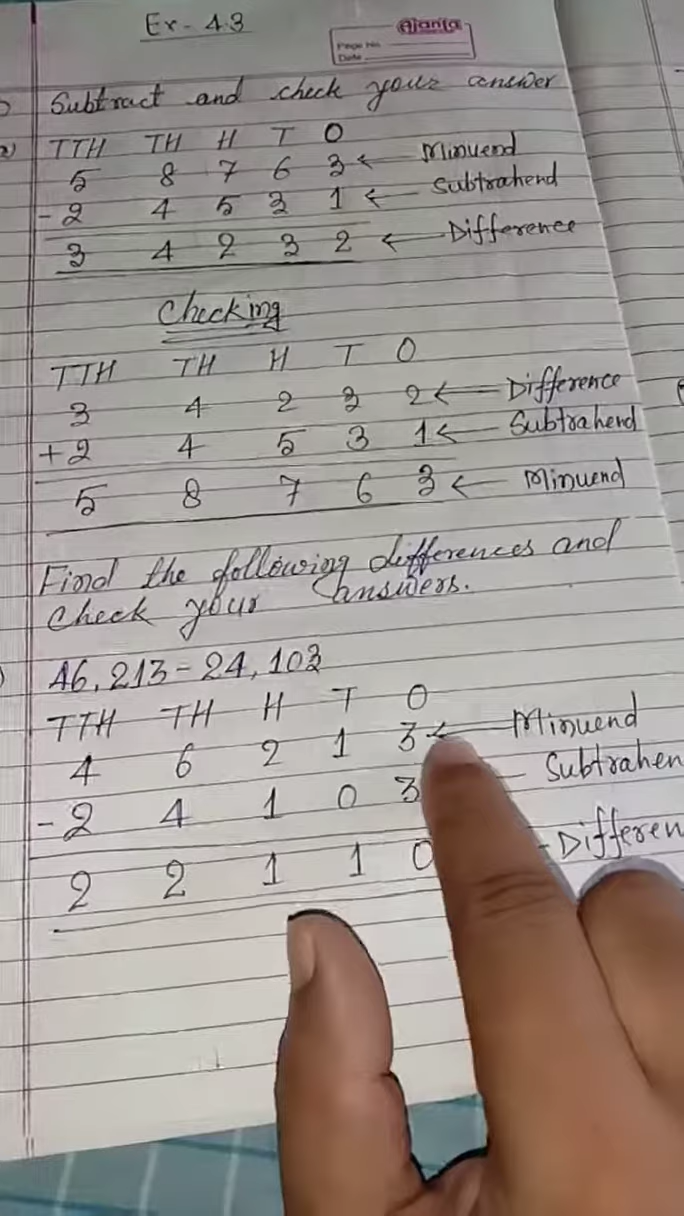 Ex - 4.3
Ajanta
Page No.
Date
Subtract and check your answer
a) TTH TH H T O
5 8 7 6 3 ← Minuend
- 2 4 5 3 1 ← Subtrahend
3 4 2 3 2 ← Difference
Checking
TTH TH H T O
3 4 2 3 2 ← Difference
+ 2 4 5 3 1 ← Subtrahend
5 8 7 6 3 ← Minuend
Find the following differences and
check your answers.
46,213 - 24,103
TTH TH H T O
4 6 2 1 3 ← Minuend
- 2 4 1 0 3 Subtrahen
2 2 1 1 0 - Differen